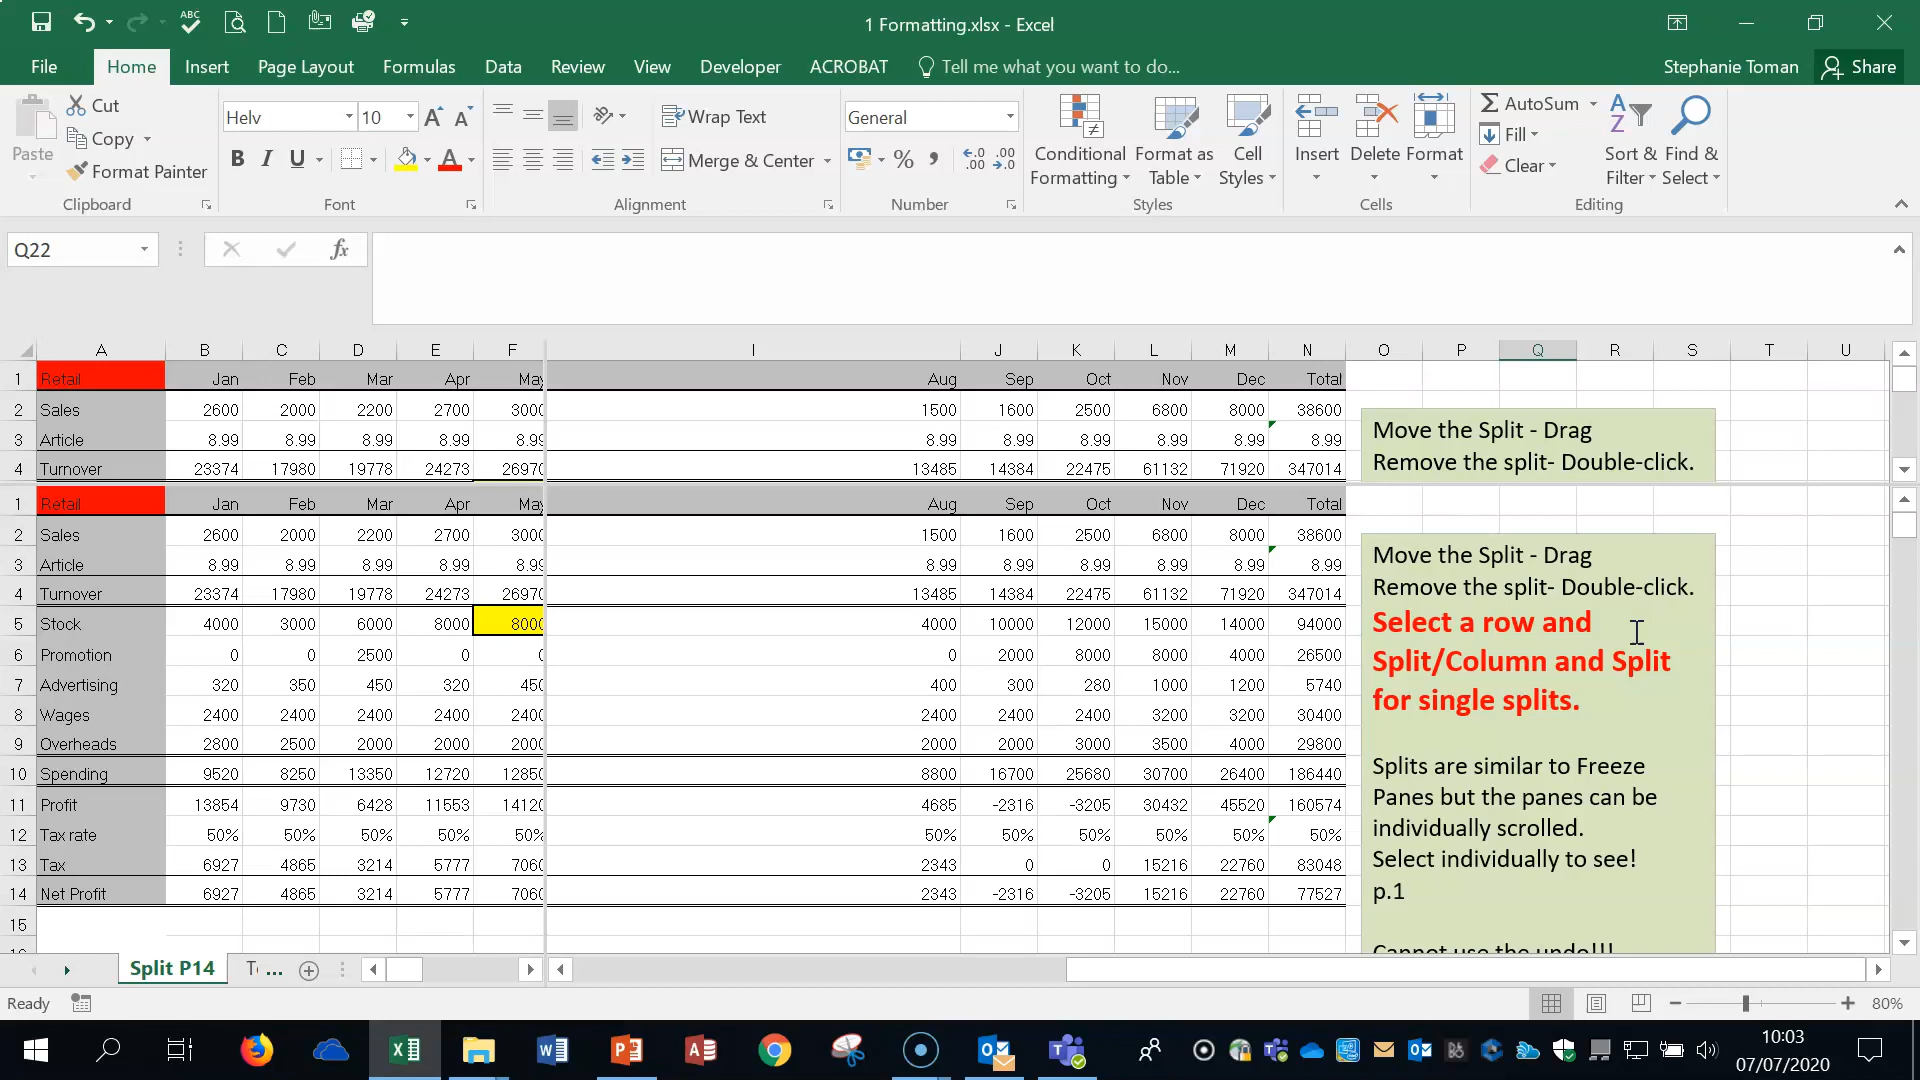 ABC
1 Formatting.xlsx - Excel
File Home Insert Page Layout Formulas Data Review View Developer ACROBAT Tell me what you want to do... Stephanie Toman Share
Paste Cut Copy Format Painter Clipboard
Helv 10 A A B I U A Font
Wrap Text Merge & Center Alignment
General % , Number
Conditional Formatting Format as Table Cell Styles Styles
Insert Delete Format Cells
AutoSum Fill Clear Sort & Filter Find & Select Editing
Q22 fx
A B C D E F I J K L M N O P Q R S T U
1 Retail Jan Feb Mar Apr May Aug Sep Oct Nov Dec Total
2 Sales 2600 2000 2200 2700 3000 1500 1600 2500 6800 8000 38600
3 Article 8.99 8.99 8.99 8.99 8.99 8.99 8.99 8.99 8.99 8.99 8.99
4 Turnover 23374 17980 19778 24273 26970 13485 14384 22475 61132 71920 347014
Move the Split - Drag
Remove the split- Double-click.
1 Retail Jan Feb Mar Apr May Aug Sep Oct Nov Dec Total
2 Sales 2600 2000 2200 2700 3000 1500 1600 2500 6800 8000 38600
3 Article 8.99 8.99 8.99 8.99 8.99 8.99 8.99 8.99 8.99 8.99 8.99
4 Turnover 23374 17980 19778 24273 26970 13485 14384 22475 61132 71920 347014
5 Stock 4000 3000 6000 8000 8000 4000 10000 12000 15000 14000 94000
6 Promotion 0 0 2500 0 0 0 2000 8000 8000 4000 26500
7 Advertising 320 350 450 320 450 400 300 280 1000 1200 5740
8 Wages 2400 2400 2400 2400 2400 2400 2400 2400 3200 3200 30400
9 Overheads 2800 2500 2000 2000 2000 2000 2000 3000 3500 4000 29800
10 Spending 9520 8250 13350 12720 12850 8800 16700 25680 30700 26400 186440
11 Profit 13854 9730 6428 11553 14120 4685 -2316 -3205 30432 45520 160574
12 Tax rate 50% 50% 50% 50% 50% 50% 50% 50% 50% 50% 50%
13 Tax 6927 4865 3214 5777 7060 2343 0 0 15216 22760 83048
14 Net Profit 6927 4865 3214 5777 7060 2343 -2316 -3205 15216 22760 77527
15
Move the Split - Drag
Remove the split- Double-click.
Select a row and
Split/Column and Split
for single splits.
Splits are similar to Freeze
Panes but the panes can be
individually scrolled.
Select individually to see!
p.1
Cannot use the undo!!!
Split P14 ...
Ready 80%
10:03
07/07/2020